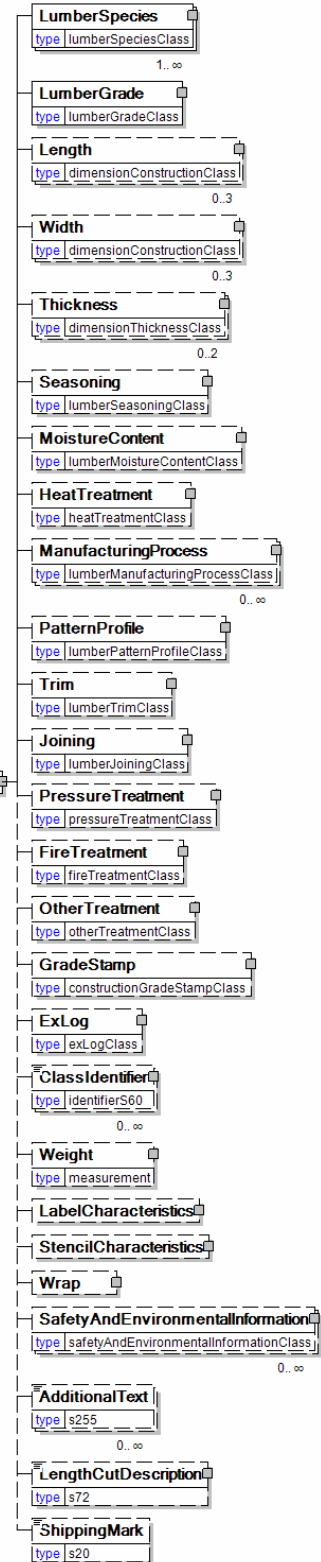 LumberSpecies
type lumberSpeciesClass
1..∞
LumberGrade
type lumberGradeClass
Length
type dimensionConstructionClass
0..3
Width
type dimensionConstructionClass
0..3
Thickness
type dimensionThicknessClass
0..2
Seasoning
type lumberSeasoningClass
MoistureContent
type lumberMoistureContentClass
HeatTreatment
type heatTreatmentClass
ManufacturingProcess
type lumberManufacturingProcessClass
0..∞
PatternProfile
type lumberPatternProfileClass
Trim
type lumberTrimClass
Joining
type lumberJoiningClass
PressureTreatment
type pressureTreatmentClass
FireTreatment
type fireTreatmentClass
OtherTreatment
type otherTreatmentClass
GradeStamp
type constructionGradeStampClass
ExLog
type exLogClass
ClassIdentifier
type identifierS60
0..∞
Weight
type measurement
LabelCharacteristics
StencilCharacteristics
Wrap
SafetyAndEnvironmentalInformation
type safetyAndEnvironmentalInformationClass
0..∞
AdditionalText
type s255
0..∞
LengthCutDescription
type s72
ShippingMark
type s20